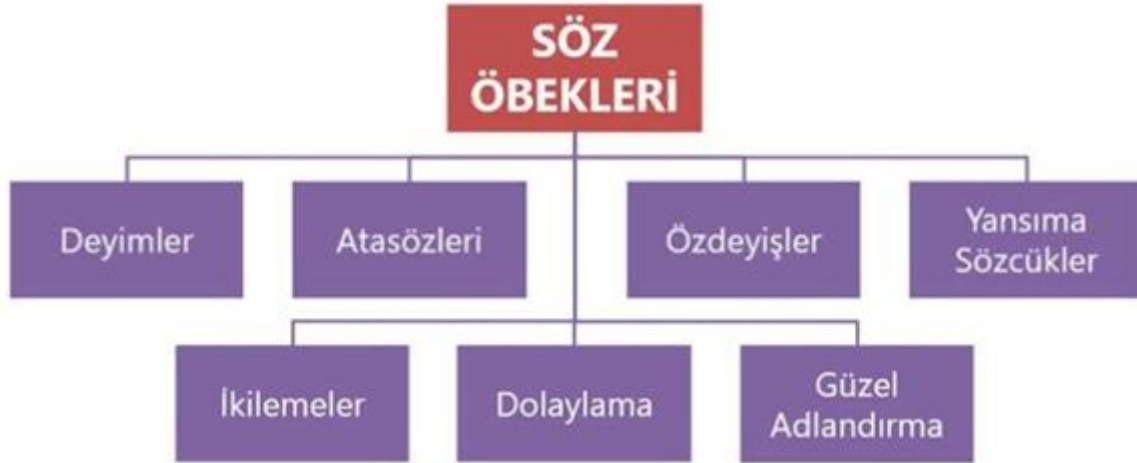 SÖZ
ÖBEKLERİ
Deyimler
Atasözleri
Özdeyişler
Yansıma
Sözcükler
İkilemeler
Dolaylama
Güzel
Adlandırma